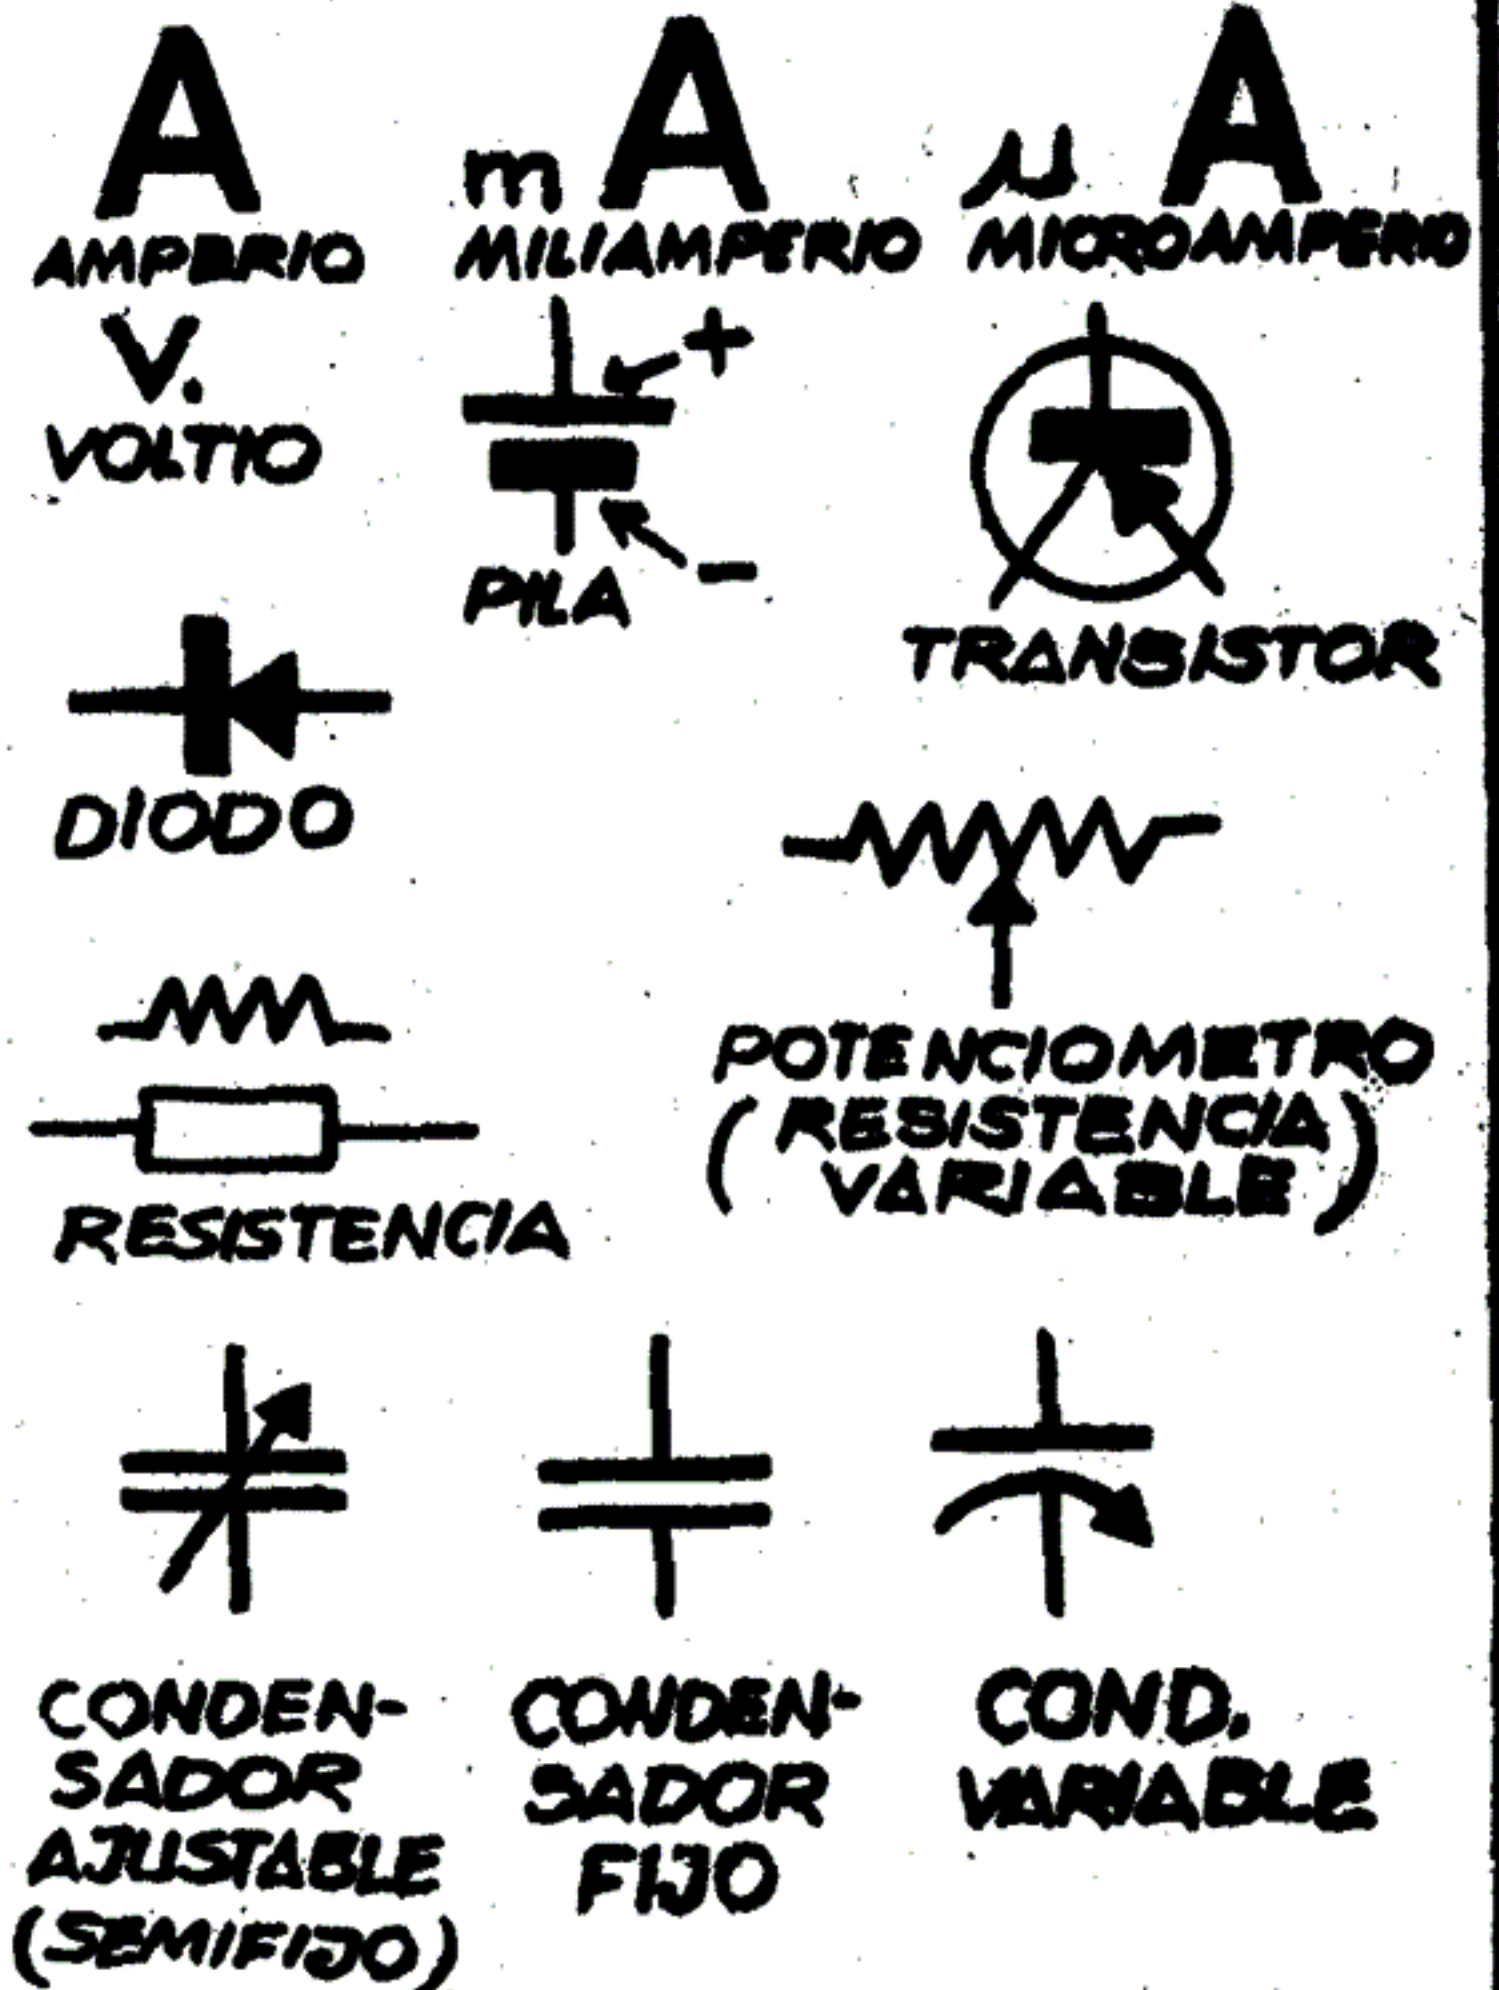 A
AMPERIO
m A
MILIAMPERIO
µ A
MICROAMPERIO
V.
VOLTIO
+
-
PILA
TRANSISTOR
DIODO
POTENCIOMETRO
(RESISTENCIA
VARIABLE)
RESISTENCIA
CONDEN-
SADOR
AJUSTABLE
(SEMIFIJO)
CONDEN-
SADOR
FIJO
COND.
VARIABLE